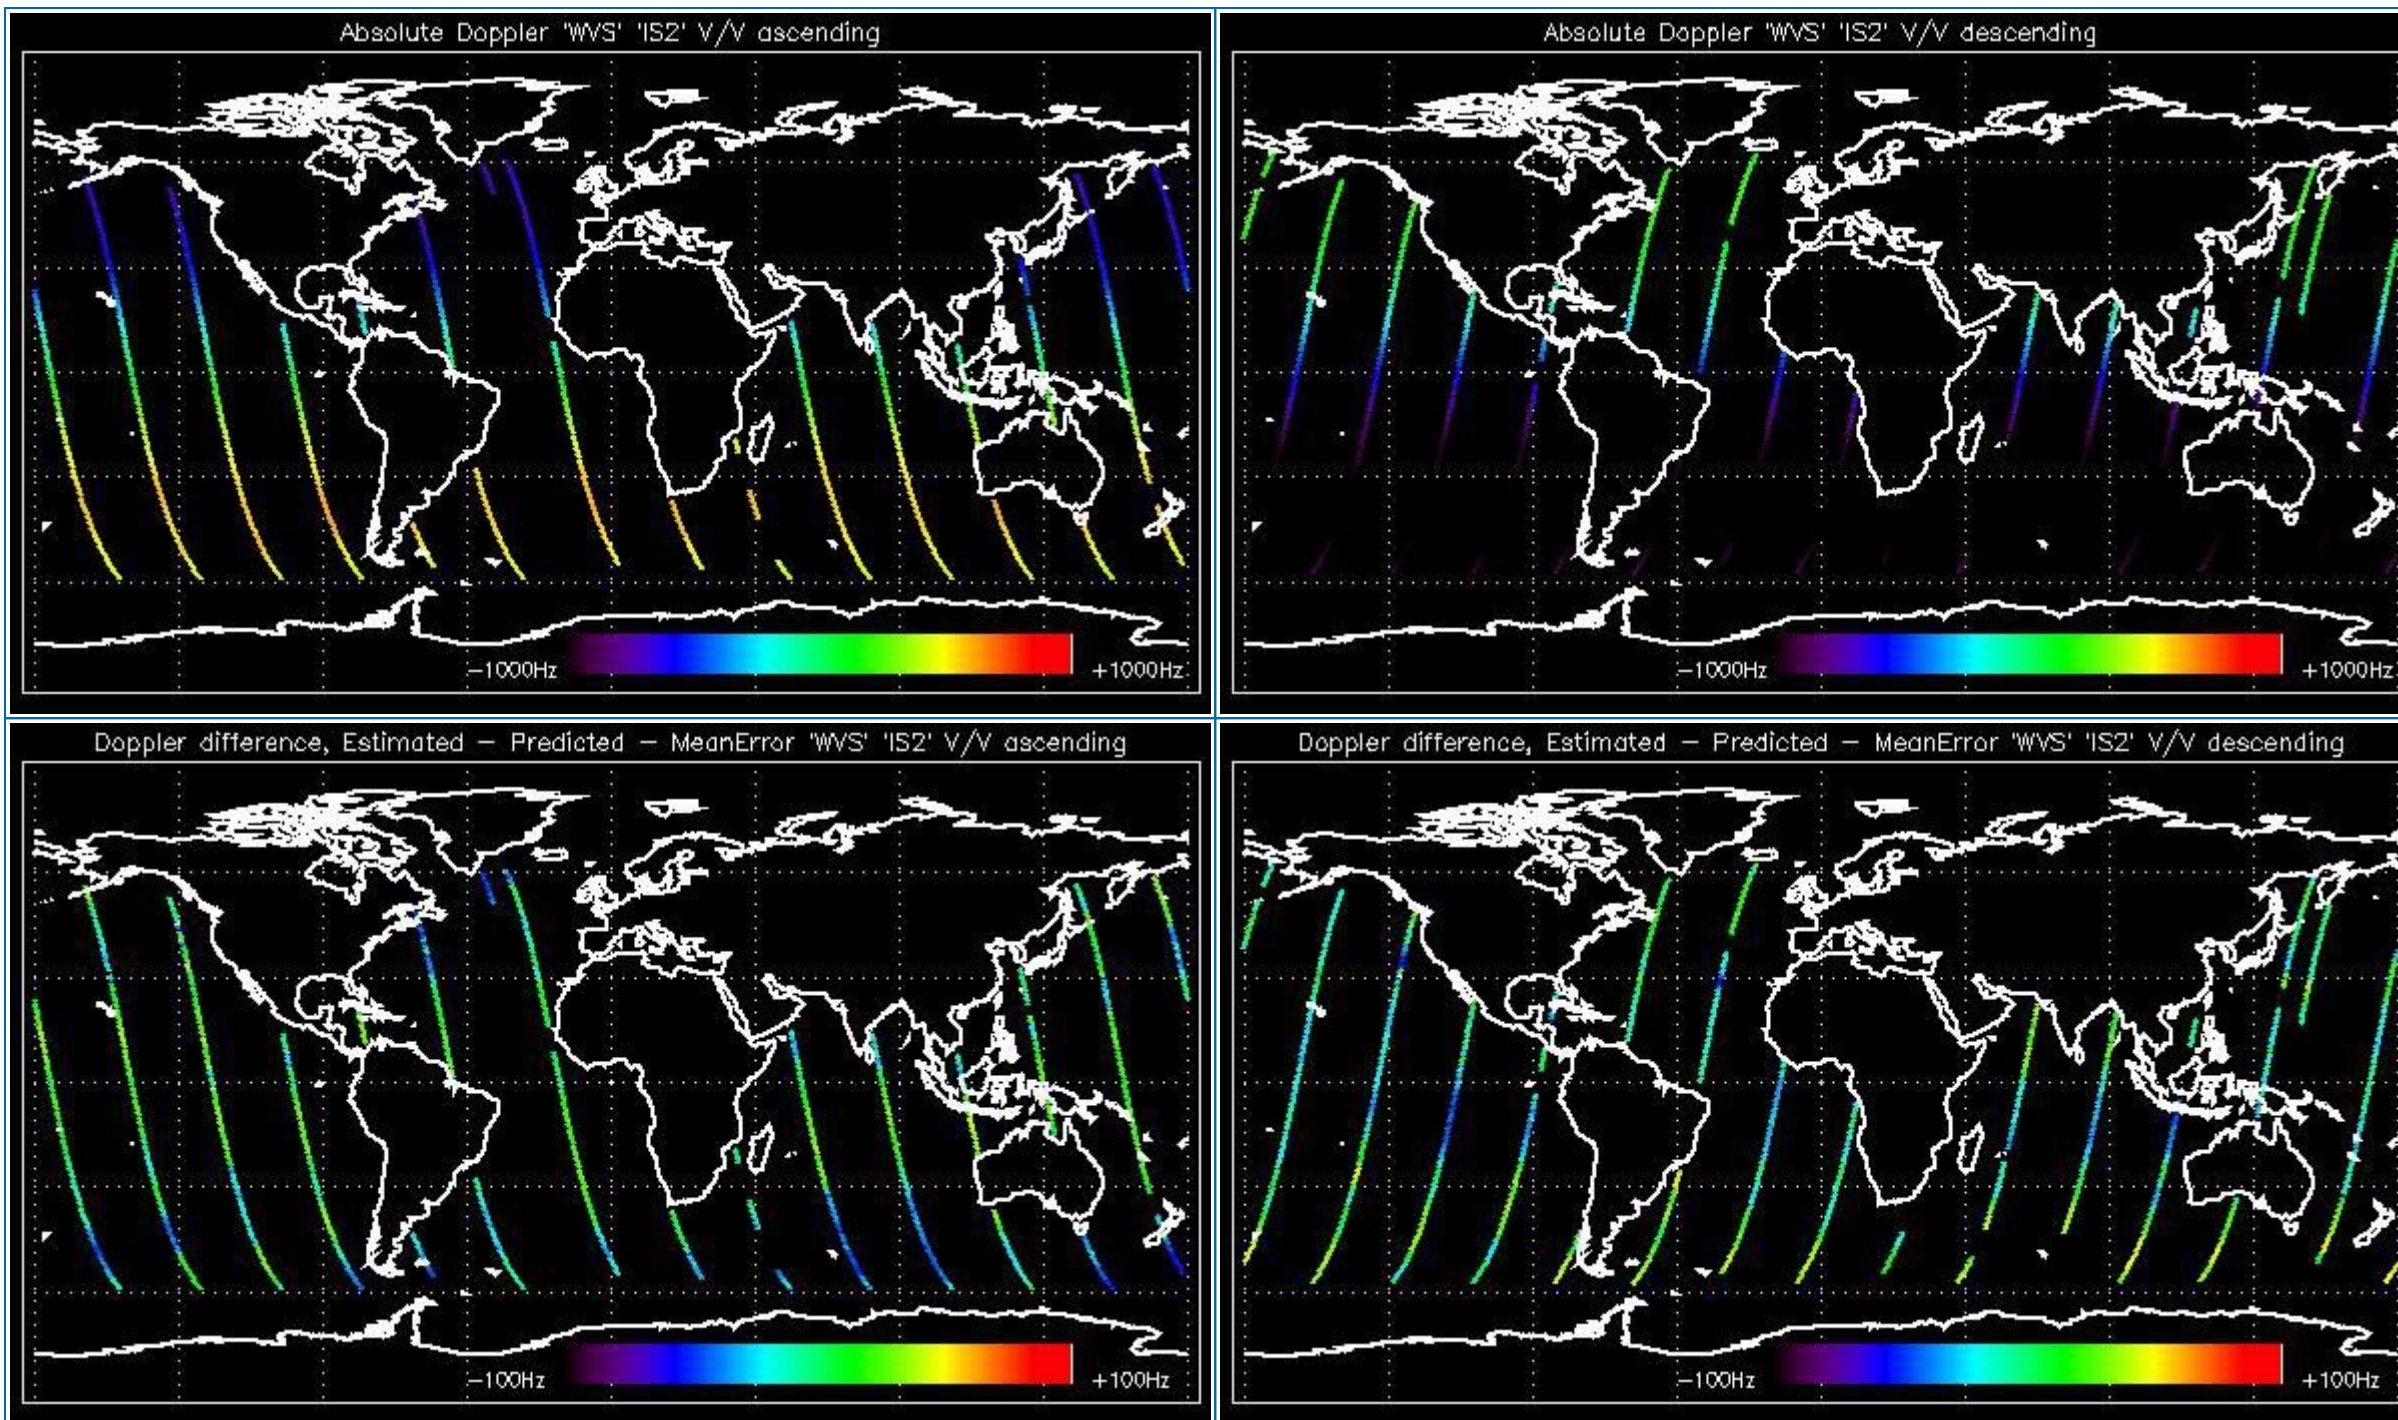 Absolute Doppler 'WVS' 'IS2' V/V ascending
-1000Hz
+1000Hz
Absolute Doppler 'WVS' 'IS2' V/V descending
-1000Hz
+1000Hz
Doppler difference, Estimated - Predicted - MeanError 'WVS' 'IS2' V/V ascending
-100Hz
+100Hz
Doppler difference, Estimated - Predicted - MeanError 'WVS' 'IS2' V/V descending
-100Hz
+100Hz